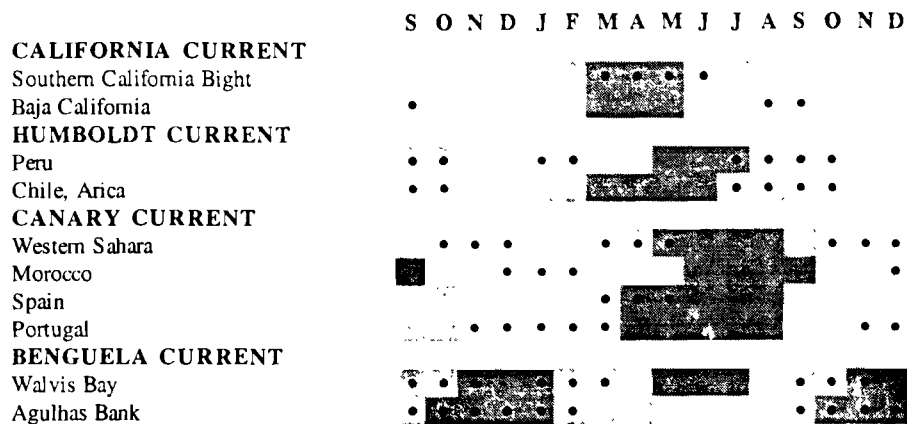 S O N D J F M A M J J A S O N D
CALIFORNIA CURRENT
Southern California Bight
Baja California
HUMBOLDT CURRENT
Peru
Chile, Arica
CANARY CURRENT
Western Sahara
Morocco
Spain
Portugal
BENGUELA CURRENT
Walvis Bay
Agulhas Bank